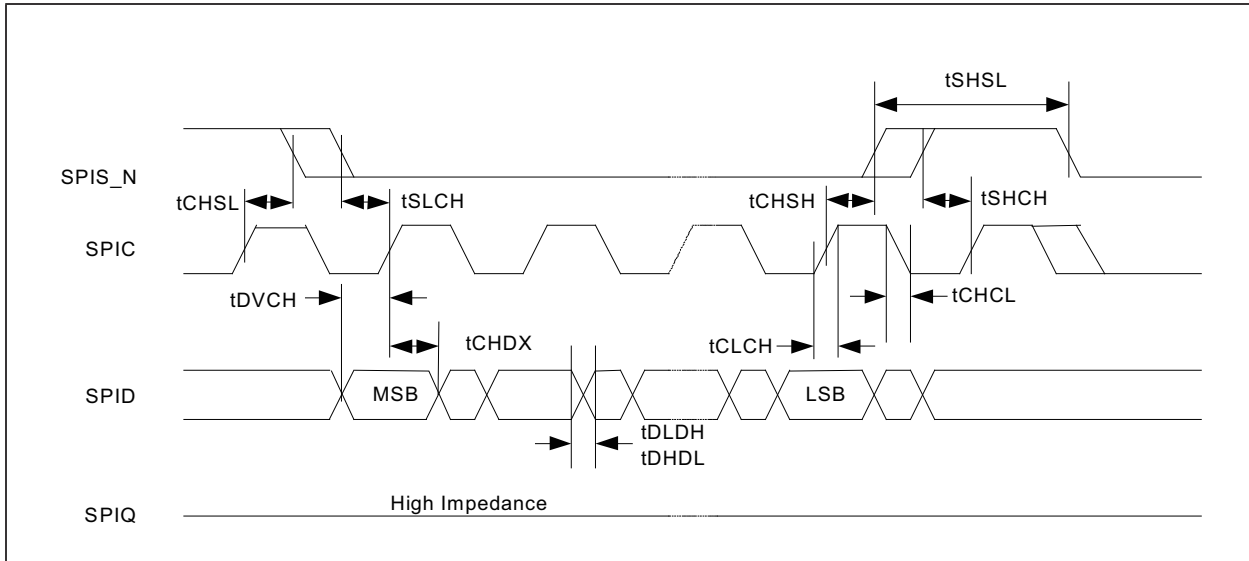 tSHSL
SPIS_N
tCHSL
tSLCH
tCHSH
tSHCH
SPIC
tDVCH
tCHCL
tCHDX
tCLCH
SPID
MSB
LSB
tDLDH
tDHDL
High Impedance
SPIQ